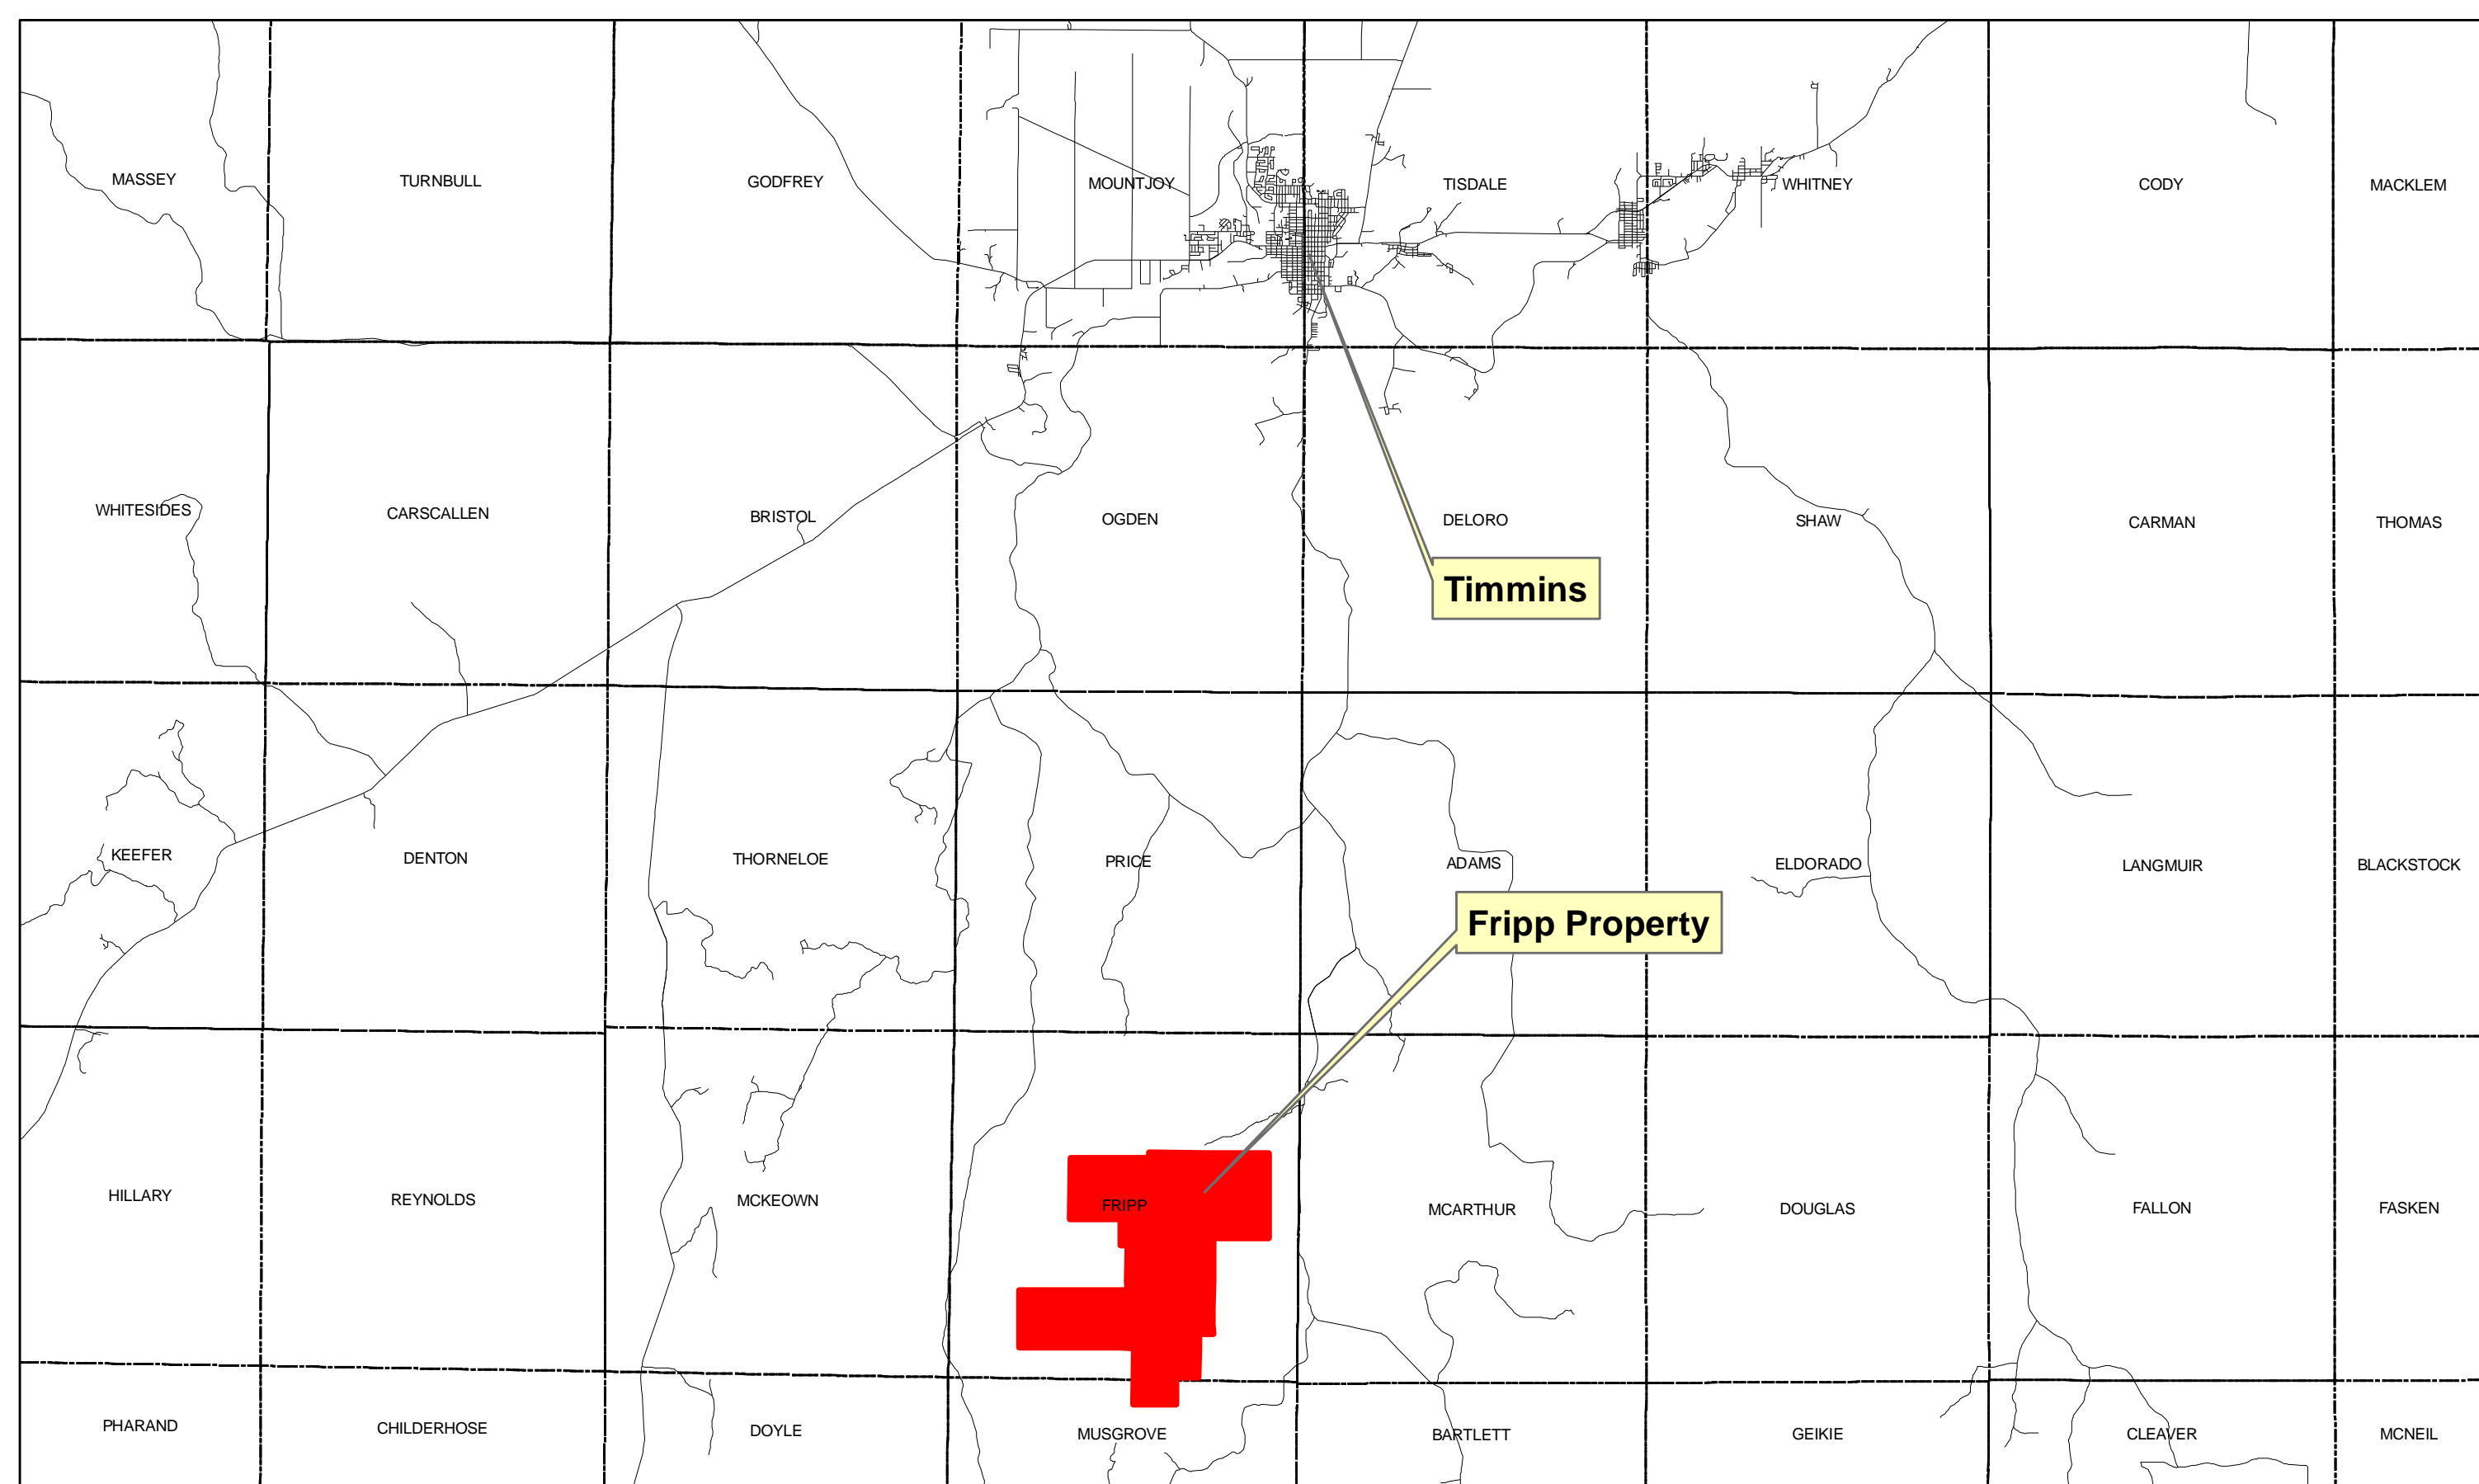 MASSEY
TURNBULL
GODFREY
MOUNTJOY
TISDALE
WHITNEY
CODY
MACKLEM
WHITESIDES
CARSCALLEN
BRISTOL
OGDEN
DELORO
SHAW
CARMAN
THOMAS
Timmins
KEEFER
DENTON
THORNELOE
PRICE
ADAMS
ELDORADO
LANGMUIR
BLACKSTOCK
Fripp Property
HILLARY
REYNOLDS
MCKEOWN
FRIPP
MCARTHUR
DOUGLAS
FALLON
FASKEN
PHARAND
CHILDERHOSE
DOYLE
MUSGROVE
BARTLETT
GEIKIE
CLEAVER
MCNEIL